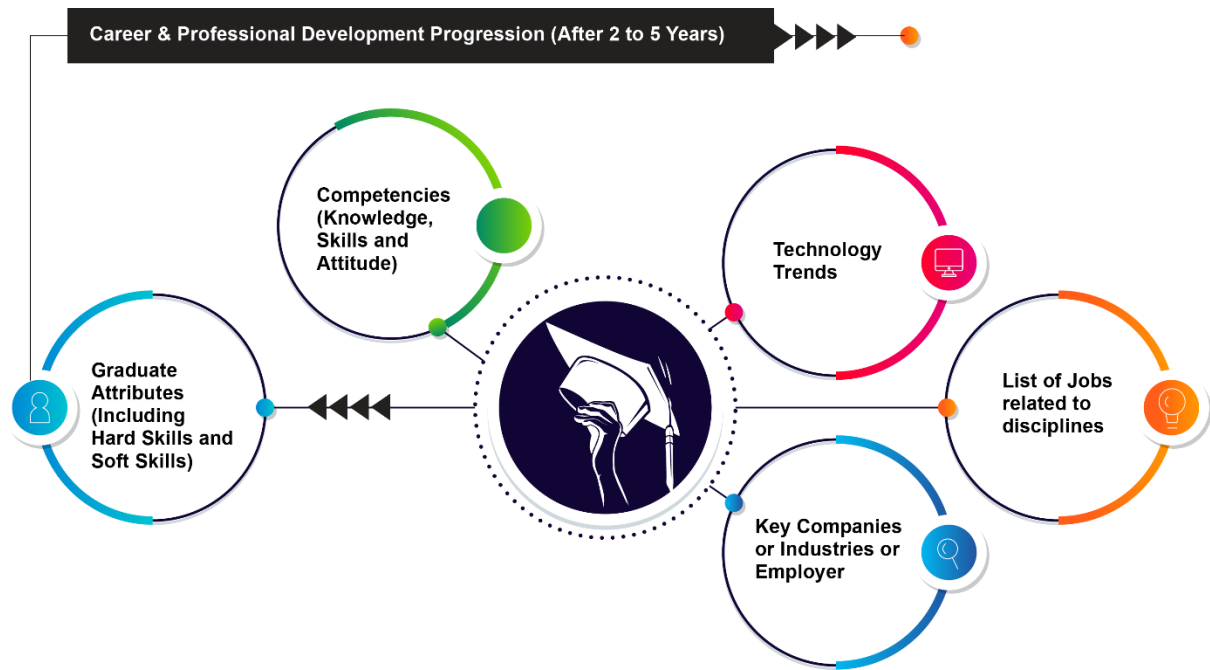 Career & Professional Development Progression (After 2 to 5 Years)
Competencies
(Knowledge,
Skills and
Attitude)
Technology
Trends
Graduate
Attributes
(Including
Hard Skills and
Soft Skills)
List of Jobs
related to
disciplines
Key Companies
or Industries or
Employer